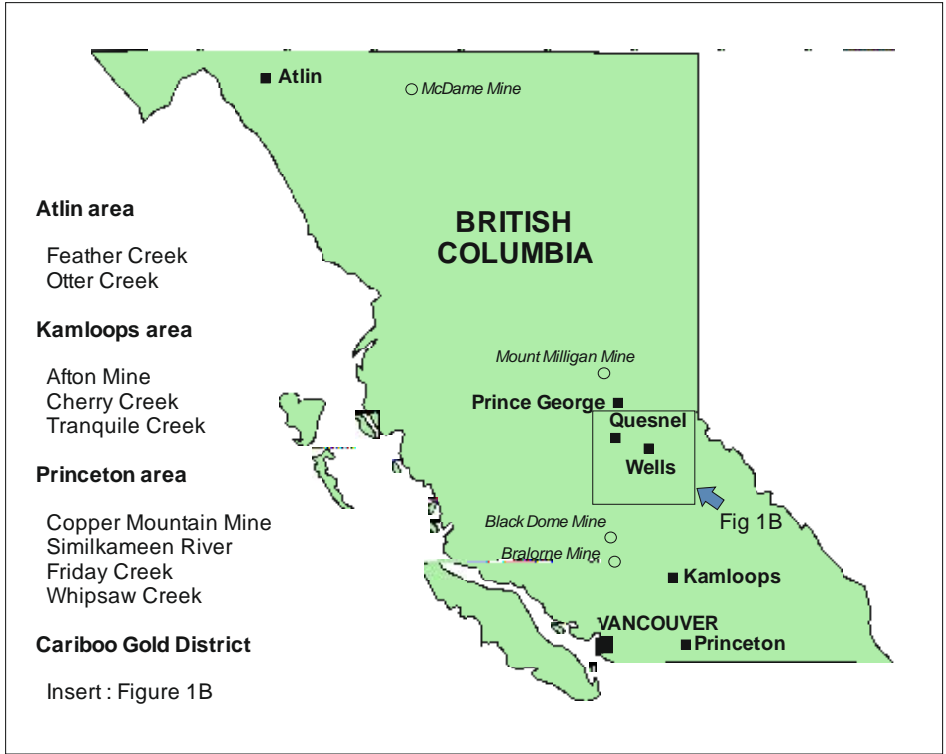 Atlin
McDame Mine
Atlin area
Feather Creek
Otter Creek
BRITISH
COLUMBIA
Kamloops area
Afton Mine
Cherry Creek
Tranquile Creek
Mount Milligan Mine
Prince George
Quesnel
Wells
Fig 1B
Princeton area
Copper Mountain Mine
Similkameen River
Friday Creek
Whipsaw Creek
Black Dome Mine
Bralorne Mine
Kamloops
VANCOUVER
Princeton
Cariboo Gold District
Insert : Figure 1B